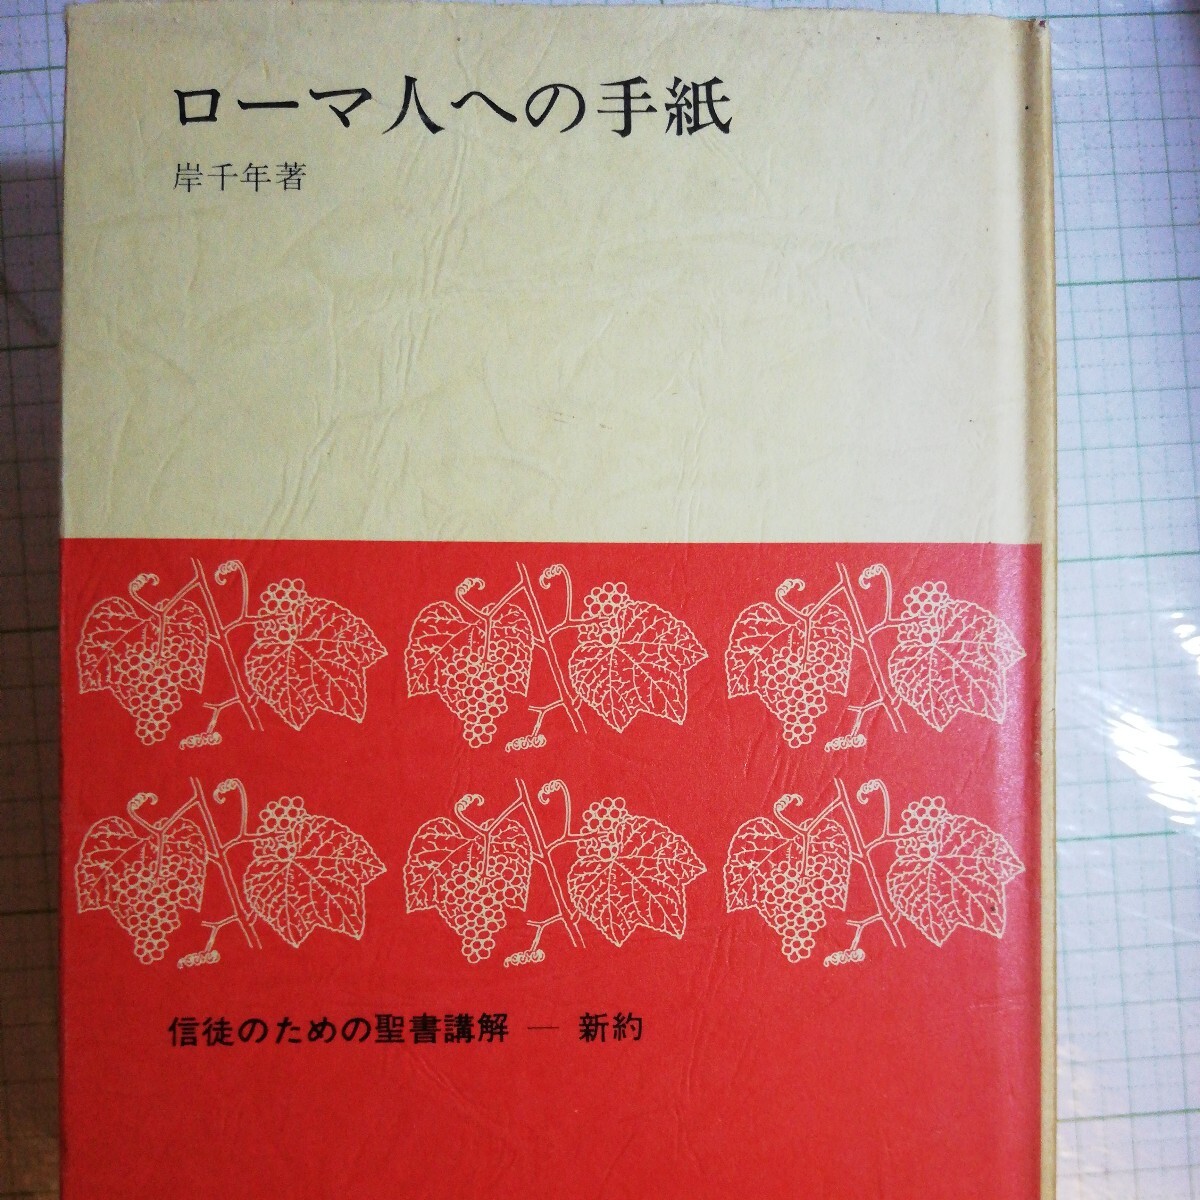 ローマ人への手紙
岸千年著
信徒のための聖書講解 — 新約